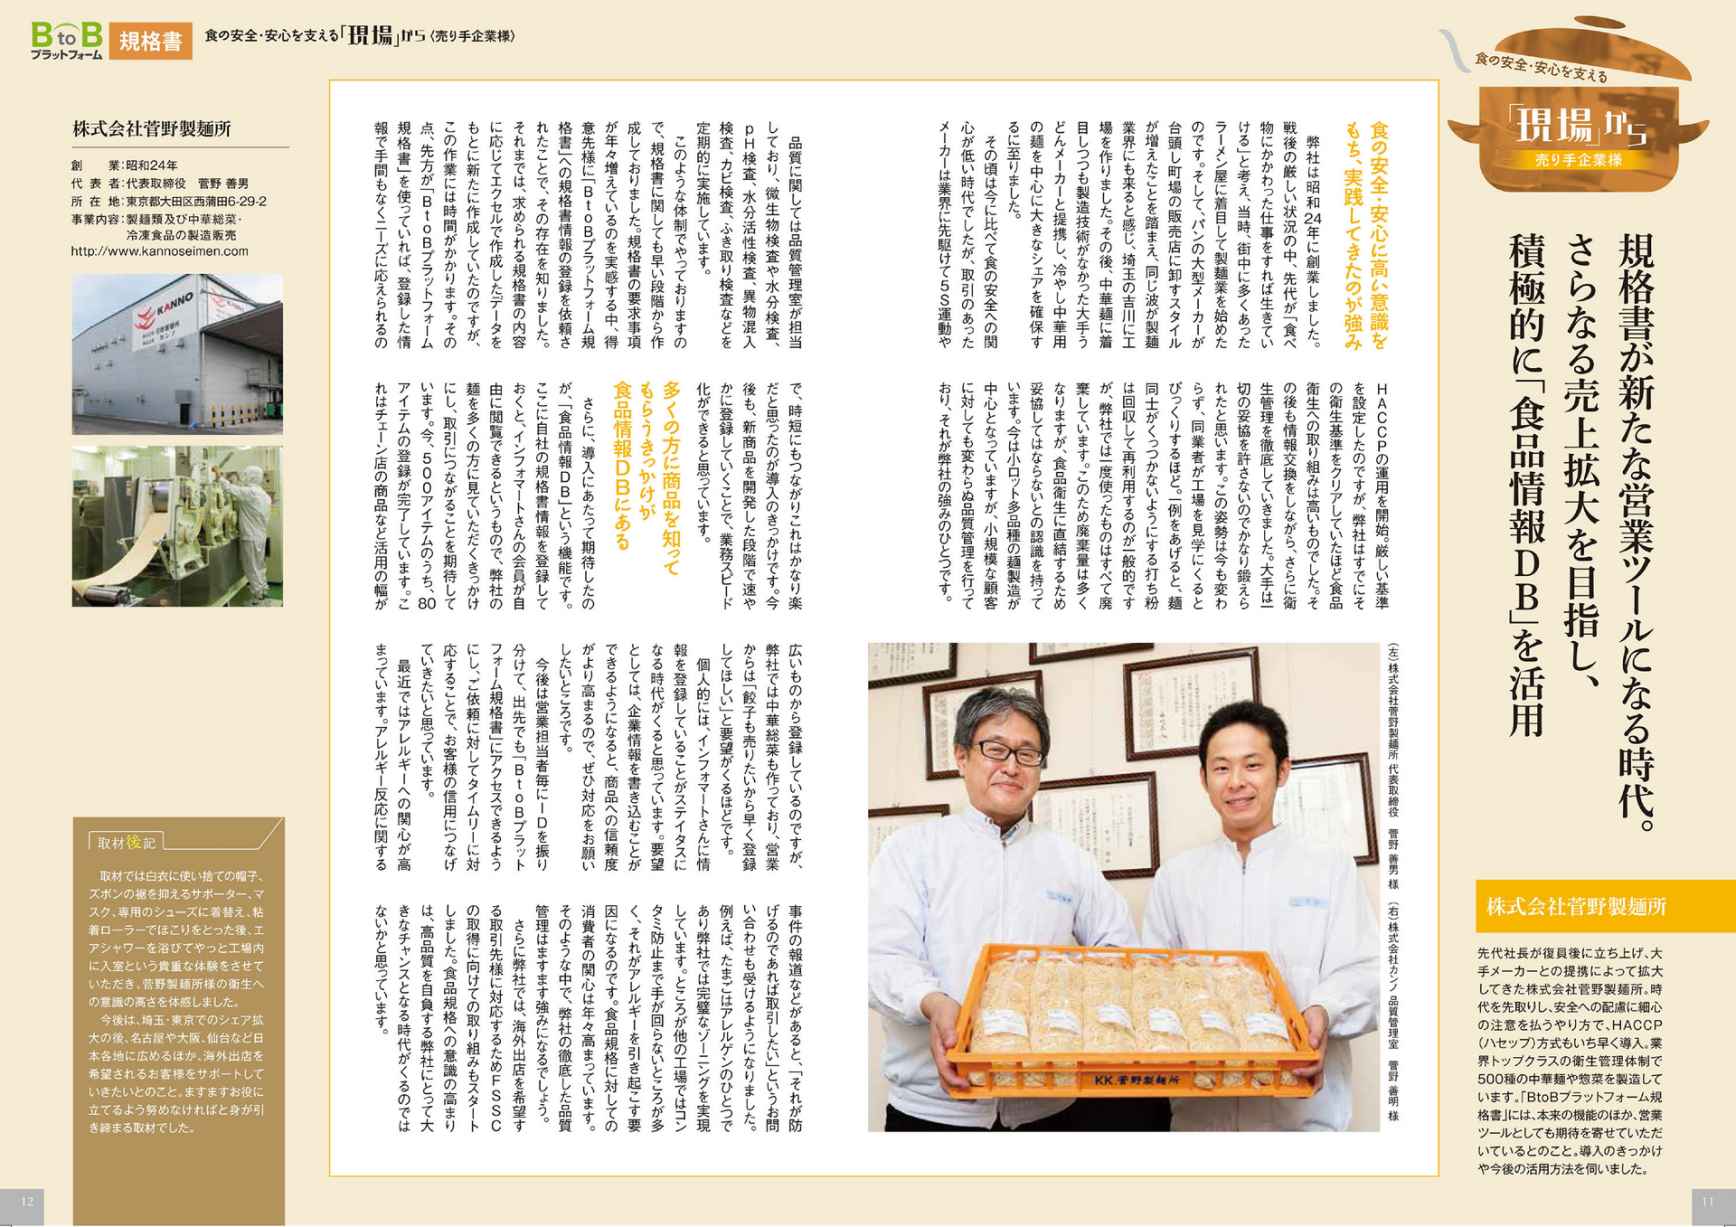 BtoB
プラットフォーム
規格書
食の安全・安心を支える「現場」から〈売り手企業様〉
食の安全・安心を支える
「現場」から
売り手企業様
規格書が新たな営業ツールになる時代。
さらなる売上拡大を目指し、
積極的に「食品情報DB」を活用
株式会社菅野製麺所
先代社長が復員後に立ち上げ、大
手メーカーとの提携によって拡大
してきた株式会社菅野製麺所。時
代を先取りし、安全への配慮に細心
の注意を払うやり方で、HACCP
(ハセップ)方式もいち早く導入。業
界トップクラスの衛生管理体制で
500種の中華麺や惣菜を製造して
います。「BtoBプラットフォーム規
格書」には、本来の機能のほか、営業
ツールとしても期待を寄せていただ
いているとのこと。導入のきっかけ
や今後の活用方法を伺いました。
食の安全・安心に高い意識を
もち、実践してきたのが強み
弊社は昭和24年に創業しました。
戦後の厳しい状況の中、先代が「食べ
物にかかわった仕事をすれば生きてい
ける」と考え、当時、街中に多くあった
ラーメン屋に着目して製麺業を始めた
のです。そして、パンの大型メーカーが
台頭し町場の販売店に卸すスタイル
が増えたことを踏まえ、同じ波が製麺
業界にも来ると感じ、埼玉の吉川に工
場を作りました。その後、中華麺に着
目しつつも製造技術がなかった大手う
どんメーカーと提携し、冷やし中華用
の麺を中心に大きなシェアを確保す
るに至りました。
その頃は今に比べて食の安全への関
心が低い時代でしたが、取引のあった
メーカーは業界に先駆けて5S運動や
HACCPの運用を開始。厳しい基準
を設定したのですが、弊社はすでにそ
の衛生基準をクリアしていたほど食品
衛生への取り組みは高いものでした。そ
の後も情報交換をしながら、さらに衛
生管理を徹底していきました。大手は一
切の妥協を許さないのでかなり鍛えら
れたと思います。この姿勢は今も変わ
らず、同業者が工場を見学にくると
びっくりするほど。一例をあげると、麺
同士がくっつかないようにする打ち粉
は回収して再利用するのが一般的です
が、弊社では一度使ったものはすべて廃
棄しています。このため廃棄量は多く
なりますが、食品衛生に直結するため
妥協してはならないとの認識を持って
います。今は小ロット多品種の麺製造が
中心となっていますが、小規模な顧客
に対しても変わらぬ品質管理を行って
おり、それが弊社の強みのひとつです。
(左)株式会社菅野製麺所 代表取締役 菅野 善男 様 (右)株式会社カンノ 品質管理室 菅野 善明 様
KK.菅野製麺所
品質に関しては品質管理室が担当
しており、微生物検査や水分検査、
pH検査、水分活性検査、異物混入
検査、カビ検査、ふき取り検査などを
定期的に実施しています。
このような体制でやっておりますの
で、規格書に関しても早い段階から作
成しておりました。規格書の要求事項
が年々増えているのを実感する中、得
意先様に「BtoBプラットフォーム規
格書」への規格書情報の登録を依頼さ
れたことで、その存在を知りました。
それまでは、求められる規格書の内容
に応じてエクセルで作成したデータを
もとに新たに作成していたのですが、
この作業には時間がかかります。その
点、先方が「BtoBプラットフォーム
規格書」を使っていれば、登録した情
報で手間もなくニーズに応えられるの
で、時短にもつながりこれはかなり楽
だと思ったのが導入のきっかけです。今
後も、新商品を開発した段階で速や
かに登録していくことで、業務スピード
化ができると思っています。
多くの方に商品を知って
もらうきっかけが
食品情報DBにある
さらに、導入にあたって期待したの
が、「食品情報DB」という機能です。
ここに自社の規格書情報を登録して
おくと、インフォマートさんの会員が自
由に閲覧できるというもので、弊社の
麺を多くの方に見ていただくきっかけ
にし、取引につながることを期待して
います。今、500アイテムのうち、80
アイテムの登録が完了しています。こ
れはチェーン店の商品など活用の幅が
広いものから登録しているのですが、
弊社では中華総菜も作っており、営業
からは「餃子も売りたいから早く登録
してほしい」と要望がくるほどです。
個人的には、インフォマートさんに情
報を登録していることがステイタスに
なる時代がくると思っています。要望
としては、企業情報を書き込むことが
できるようになると、商品への信頼度
がより高まるので、ぜひ対応をお願い
したいところです。
今後は営業担当者毎にIDを振り
分けて、出先でも「BtoBプラット
フォーム規格書」にアクセスできるよう
にし、ご依頼に対してタイムリーに対
応することで、お客様の信用につなげ
ていきたいと思っています。
最近ではアレルギーへの関心が高
まっています。アレルギー反応に関する
事件の報道などがあると、「それが防
げるのであれば取引したい」というお問
い合わせも受けるようになりました。
例えば、たまごはアレルゲンのひとつで
あり弊社では完璧なゾーニングを実現
しています。ところが他の工場ではコン
タミ防止まで手が回らないところが多
く、それがアレルギーを引き起こす要
因になるのです。食品規格に対しての
消費者の関心は年々高まっています。
そのような中で、弊社の徹底した品質
管理はますます強みになるでしょう。
さらに弊社では、海外出店を希望す
る取引先様に対応するためFSSC
の取得に向けての取り組みもスタート
しました。食品規格への意識の高まり
は、高品質を自負する弊社にとって大
きなチャンスとなる時代がくるのでは
ないかと思っています。
株式会社菅野製麺所
創 業:昭和24年
代 表 者:代表取締役 菅野 善男
所 在 地:東京都大田区西蒲田6-29-2
事業内容:製麺類及び中華総菜・
冷凍食品の製造販売
http://www.kannoseimen.com
KANNO
取材後記
取材では白衣に使い捨ての帽子、
ズボンの裾を抑えるサポーター、マ
スク、専用のシューズに着替え、粘
着ローラーでほこりをとった後、エ
アシャワーを浴びてやっと工場内
に入室という貴重な体験をさせて
いただき、菅野製麺所様の衛生へ
の意識の高さを体感しました。
今後は、埼玉・東京でのシェア拡
大の後、名古屋や大阪、仙台など日
本各地に広めるほか、海外出店を
希望されるお客様をサポートして
いきたいとのこと。ますますお役に
立てるよう努めなければと身が引
き締まる取材でした。
12
11